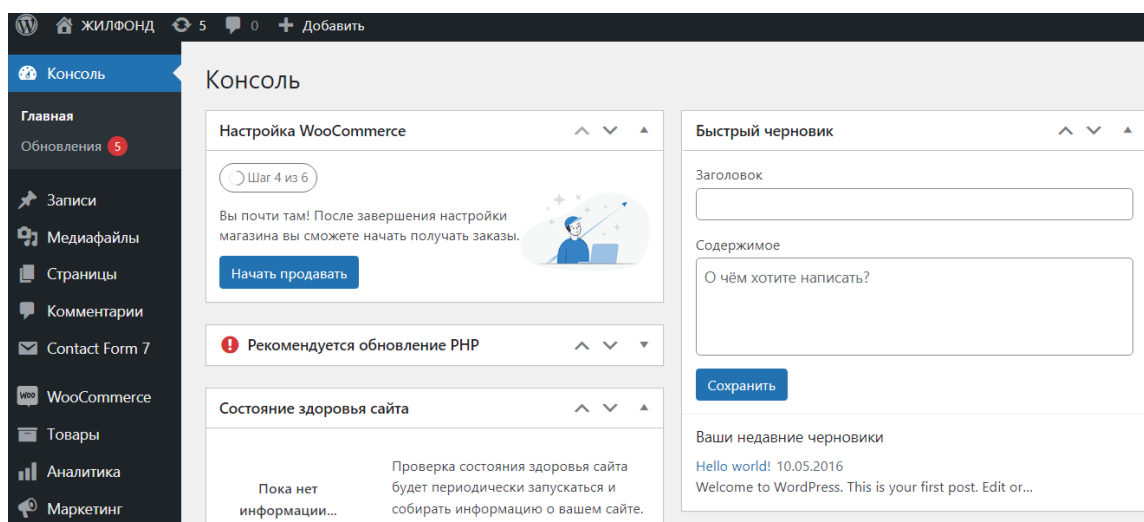 ЖИЛФОНД 5 0 Добавить
Консоль
Главная
Обновления 5
Записи
Медиафайлы
Страницы
Комментарии
Contact Form 7
WOO WooCommerce
Товары
Аналитика
Маркетинг
Консоль
Настройка WooCommerce
Шаг 4 из 6
Вы почти там! После завершения настройки
магазина вы сможете начать получать заказы.
Начать продавать
Рекомендуется обновление PHP
Состояние здоровья сайта
Пока нет
информации...
Проверка состояния здоровья сайта
будет периодически запускаться и
собирать информацию о вашем сайте.
Быстрый черновик
Заголовок
Содержимое
О чём хотите написать?
Сохранить
Ваши недавние черновики
Hello world! 10.05.2016
Welcome to WordPress. This is your first post. Edit or...